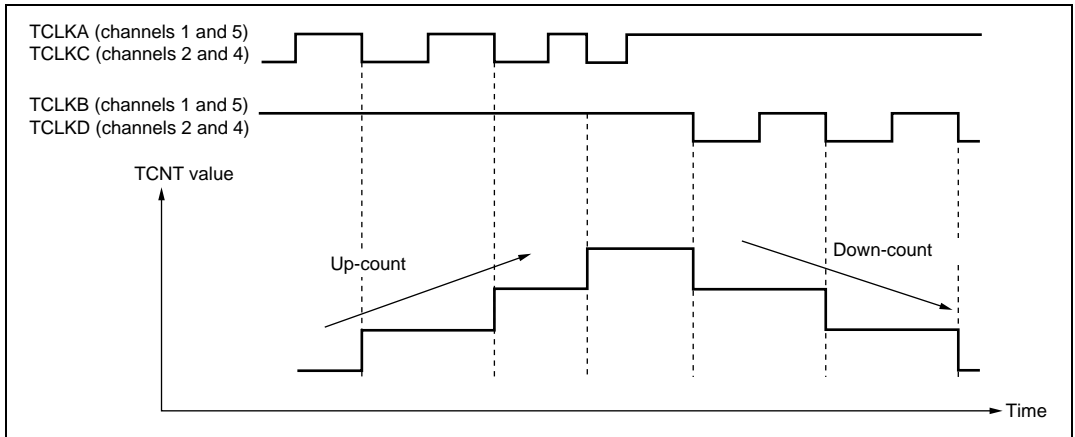 TCLKA (channels 1 and 5)
TCLKC (channels 2 and 4)
TCLKB (channels 1 and 5)
TCLKD (channels 2 and 4)
TCNT value
Up-count
Down-count
Time